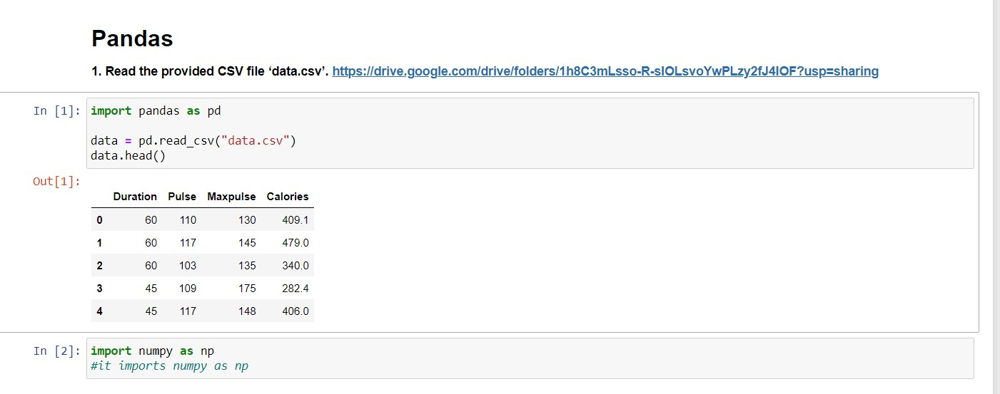 Pandas
1. Read the provided CSV file ‘data.csv’. https://drive.google.com/drive/folders/1h8C3mLsso-R-slOLsvoYwPLzy2fJ4IOF?usp=sharing
In [1]: import pandas as pd
data = pd.read_csv("data.csv")
data.head()
Out[1]:
Duration Pulse Maxpulse Calories
0 60 110 130 409.1
1 60 117 145 479.0
2 60 103 135 340.0
3 45 109 175 282.4
4 45 117 148 406.0
In [2]: import numpy as np
#it imports numpy as np